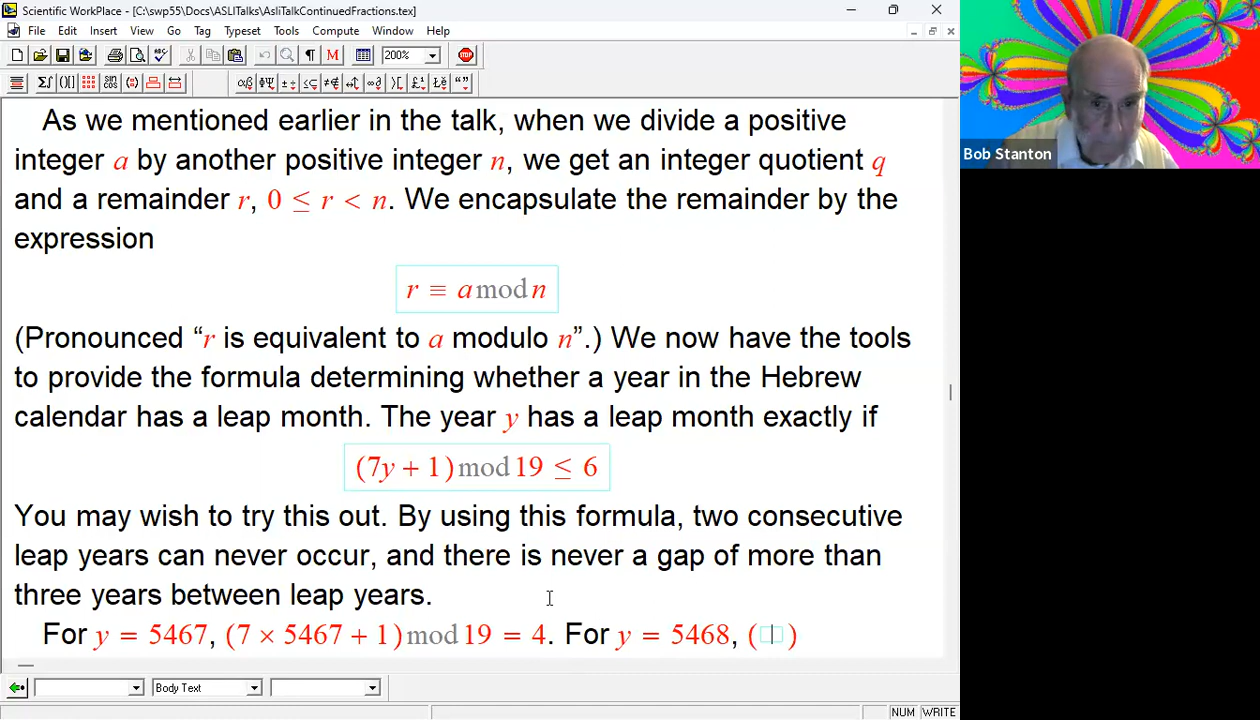 Scientific WorkPlace - [C:\swp55\Docs\ASLITalks\AsliTalkContinuedFractions.tex]
File Edit Insert View Go Tag Typeset Tools Compute Window Help
200%
As we mentioned earlier in the talk, when we divide a positive
integer a by another positive integer n, we get an integer quotient q
and a remainder r, 0 ≤ r < n. We encapsulate the remainder by the
expression
r ≡ a mod n
(Pronounced “r is equivalent to a modulo n”.) We now have the tools
to provide the formula determining whether a year in the Hebrew
calendar has a leap month. The year y has a leap month exactly if
(7y + 1) mod 19 ≤ 6
You may wish to try this out. By using this formula, two consecutive
leap years can never occur, and there is never a gap of more than
three years between leap years.
For y = 5467, (7 × 5467 + 1) mod 19 = 4. For y = 5468, ( )
Body Text
NUM WRITE
Bob Stanton